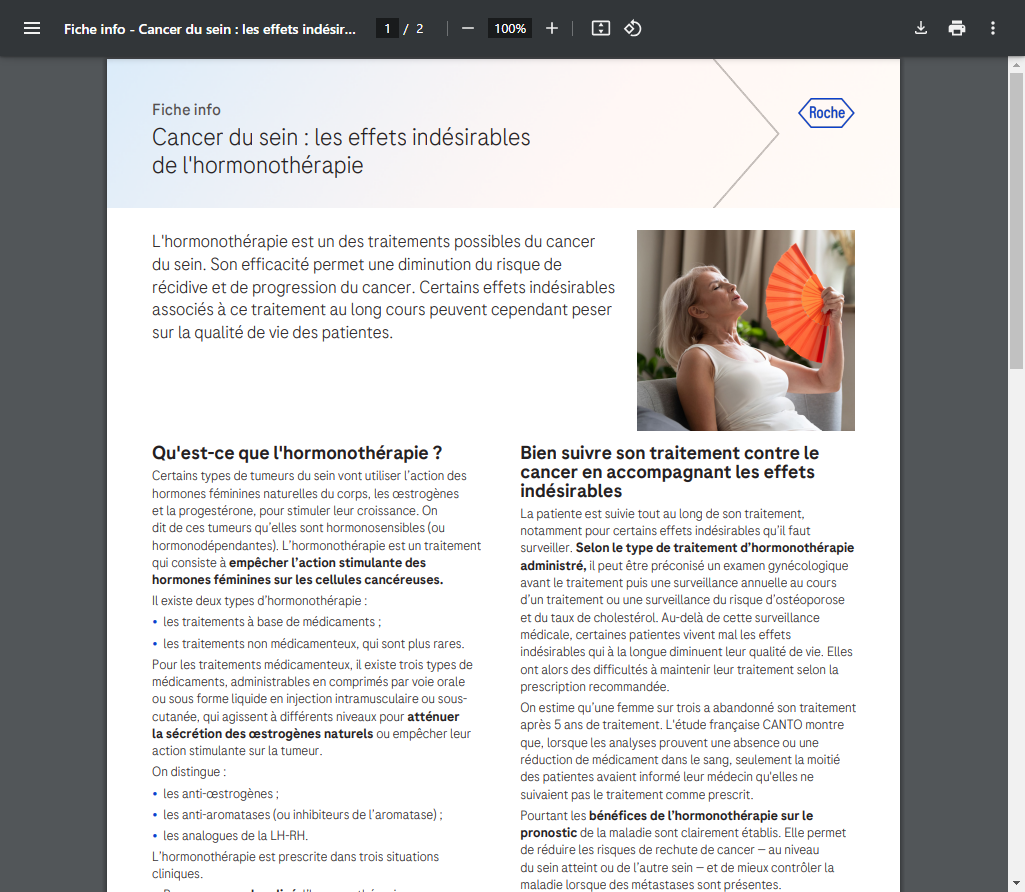 Fiche info - Cancer du sein : les effets indésir...
1 / 2
100%
Fiche info
Cancer du sein : les effets indésirables
de l'hormonothérapie
Roche
L'hormonothérapie est un des traitements possibles du cancer
du sein. Son efficacité permet une diminution du risque de
récidive et de progression du cancer. Certains effets indésirables
associés à ce traitement au long cours peuvent cependant peser
sur la qualité de vie des patientes.
Qu'est-ce que l'hormonothérapie ?
Certains types de tumeurs du sein vont utiliser l'action des
hormones féminines naturelles du corps, les œstrogènes
et la progestérone, pour stimuler leur croissance. On
dit de ces tumeurs qu'elles sont hormonosensibles (ou
hormonodépendantes). L'hormonothérapie est un traitement
qui consiste à empêcher l'action stimulante des
hormones féminines sur les cellules cancéreuses.
Il existe deux types d'hormonothérapie :
• les traitements à base de médicaments ;
• les traitements non médicamenteux, qui sont plus rares.
Pour les traitements médicamenteux, il existe trois types de
médicaments, administrables en comprimés par voie orale
ou sous forme liquide en injection intramusculaire ou sous-
cutanée, qui agissent à différents niveaux pour atténuer
la sécrétion des œstrogènes naturels ou empêcher leur
action stimulante sur la tumeur.
On distingue :
• les anti-œstrogènes ;
• les anti-aromatases (ou inhibiteurs de l'aromatase) ;
• les analogues de la LH-RH.
L'hormonothérapie est prescrite dans trois situations
cliniques.
Bien suivre son traitement contre le
cancer en accompagnant les effets
indésirables
La patiente est suivie tout au long de son traitement,
notamment pour certains effets indésirables qu'il faut
surveiller. Selon le type de traitement d'hormonothérapie
administré, il peut être préconisé un examen gynécologique
avant le traitement puis une surveillance annuelle au cours
d'un traitement ou une surveillance du risque d'ostéoporose
et du taux de cholestérol. Au-delà de cette surveillance
médicale, certaines patientes vivent mal les effets
indésirables qui à la longue diminuent leur qualité de vie. Elles
ont alors des difficultés à maintenir leur traitement selon la
prescription recommandée.
On estime qu'une femme sur trois a abandonné son traitement
après 5 ans de traitement. L'étude française CANTO montre
que, lorsque les analyses prouvent une absence ou une
réduction de médicament dans le sang, seulement la moitié
des patientes avaient informé leur médecin qu'elles ne
suivaient pas le traitement comme prescrit.
Pourtant les bénéfices de l'hormonothérapie sur le
pronostic de la maladie sont clairement établis. Elle permet
de réduire les risques de rechute de cancer – au niveau
du sein atteint ou de l'autre sein – et de mieux contrôler la
maladie lorsque des métastases sont présentes.